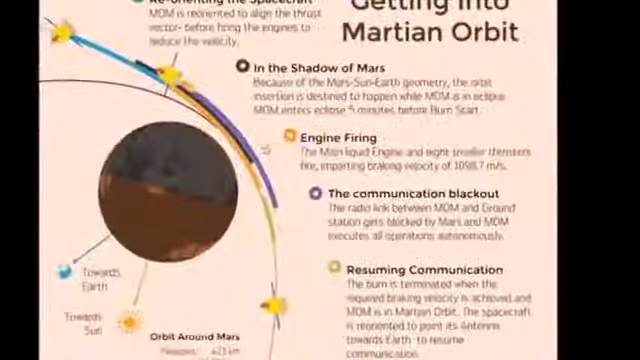 Re-orienting the Spacecraft
MOM is reoriented to align the thrust
vector- before firing the engines to
reduce the velocity.
Getting into
Martian Orbit
In the Shadow of Mars
Because of the Mars-Sun-Earth geometry, the orbit
insertion is destined to happen while MOM is in eclipse.
MOM enters eclipse 5 minutes before Burn Start.
Engine Firing
The Main liquid Engine and eight smaller thrusters
fire, imparting braking velocity of 1098.7 m/s.
The communication blackout
The radio link between MOM and Ground
station gets blocked by Mars and MOM
executes all operations autonomously.
Resuming Communication
The burn is terminated when the
required braking velocity is achieved and
MOM is in Martian Orbit. The spacecraft
is reoriented to point its Antenna
towards Earth to resume
communication.
Towards
Earth
Towards
Sun
Orbit Around Mars